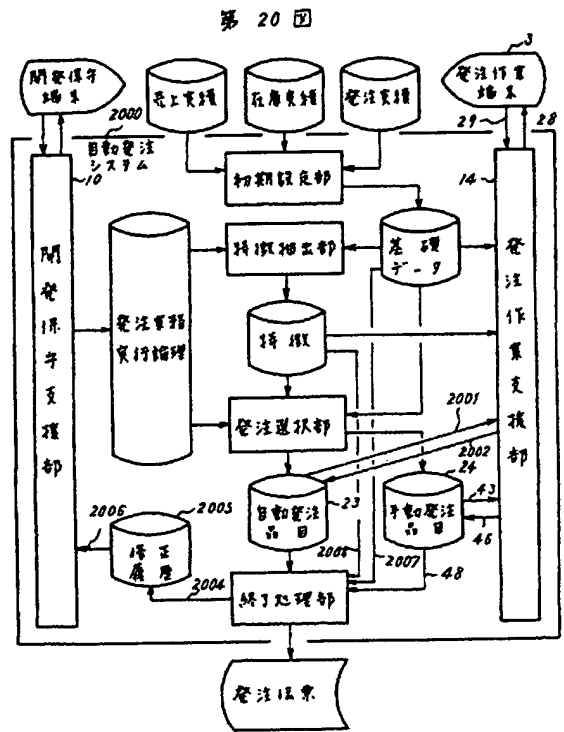 第 20 図
開発保守
端末
売上実績
在庫実績
発注実績
3
発注作業
端末
2000
29
28
自動発注
システム
10
初期設定部
14
特徴抽出部
基礎
データ
開発保守支援部
発注業務
実行論理
特徴
発注作業支援部
発注選択部
2001
2002
24
自動発注
品目
23
手動発注
品目
43
46
2006
2005
修正
履歴
2008
2007
48
2004
終了処理部
発注伝票